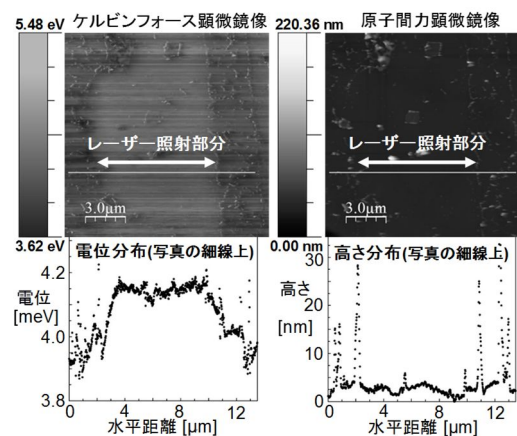 5.48 eV
ケルビンフォース顕微鏡像
レーザー照射部分
3.0µm
3.62 eV
220.36 nm
原子間力顕微鏡像
レーザー照射部分
3.0µm
0.00 nm
電位分布(写真の細線上)
電位
[meV]
4.2
4.0
3.8
0 4 8 12
水平距離 [µm]
高さ分布(写真の細線上)
高さ
[nm]
30
20
10
5
0
0 4 8 12
水平距離 [µm]